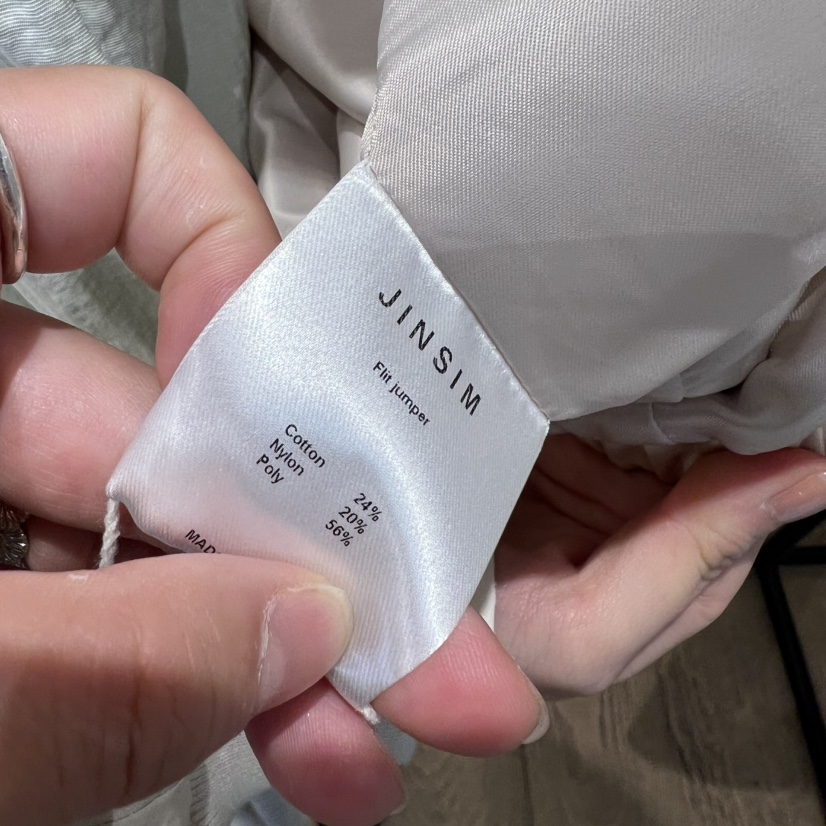 JINSIM
Flit jumper
Cotton 24%
Nylon 20%
Poly 56%